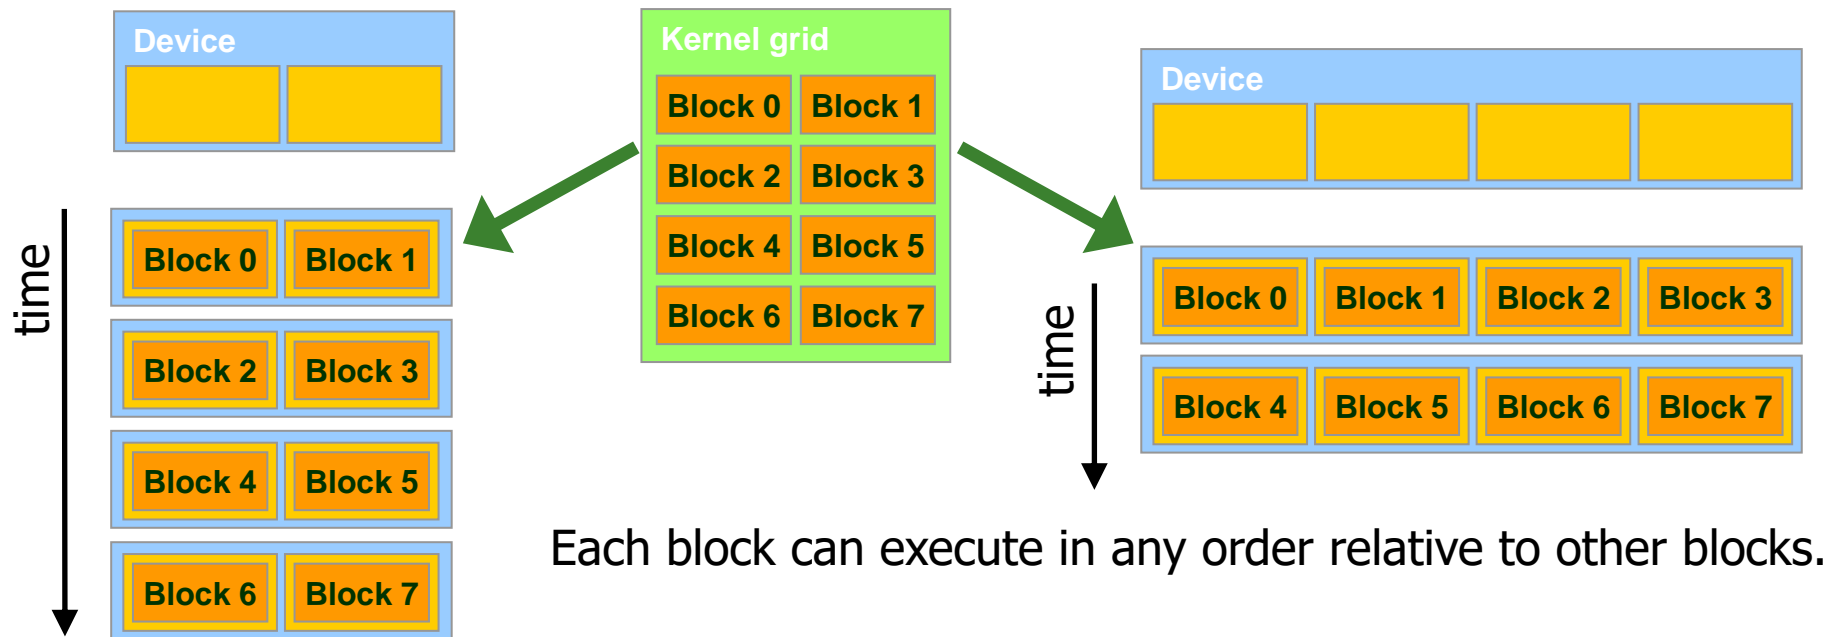 Device
Kernel grid
Block 0 Block 1
Block 2 Block 3
Block 4 Block 5
Block 6 Block 7
Device
time
Block 0 Block 1
Block 2 Block 3
Block 4 Block 5
Block 6 Block 7
time
Block 0 Block 1 Block 2 Block 3
Block 4 Block 5 Block 6 Block 7
Each block can execute in any order relative to other blocks.